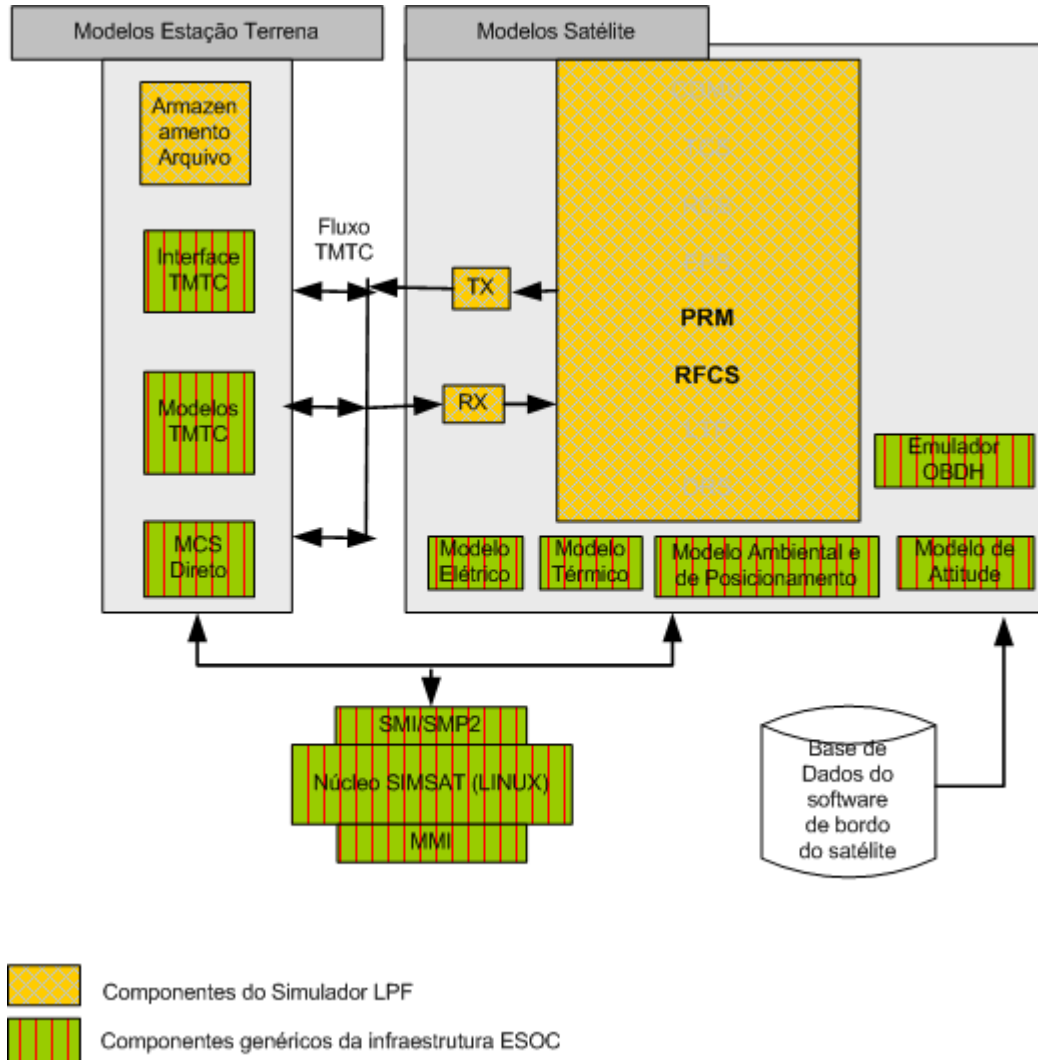 Modelos Estação Terrena
Modelos Satélite
Armazen
amento
Arquivo
Interface
TMTC
Modelos
TMTC
MCS
Direto
Fluxo
TMTC
TX
RX
TCS
RCS
PRM
RFCS
LTP
Emulador
OBDH
Modelo
Elétrico
Modelo
Térmico
Modelo Ambiental e
de Posicionamento
Modelo de
Attitude
SMI/SMP2
Núcleo SIMSAT (LINUX)
MMI
Base de
Dados do
software
de bordo
do satélite
Componentes do Simulador LPF
Componentes genéricos da infraestrutura ESOC